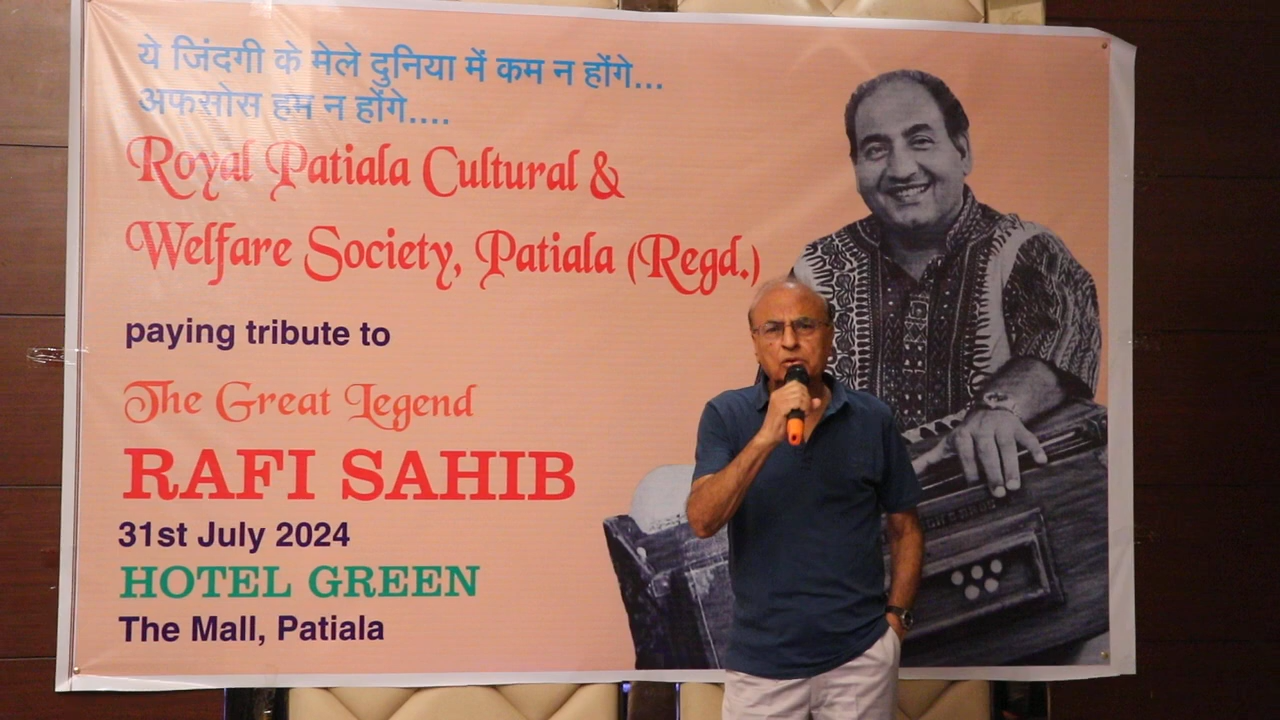 ये जिंदगी के मेले दुनिया में कम न होंगे...
अफसोस हम न होंगे....
Royal Patiala Cultural &
Welfare Society, Patiala (Regd.)
paying tribute to
The Great Legend
RAFI SAHIB
31st July 2024
HOTEL GREEN
The Mall, Patiala